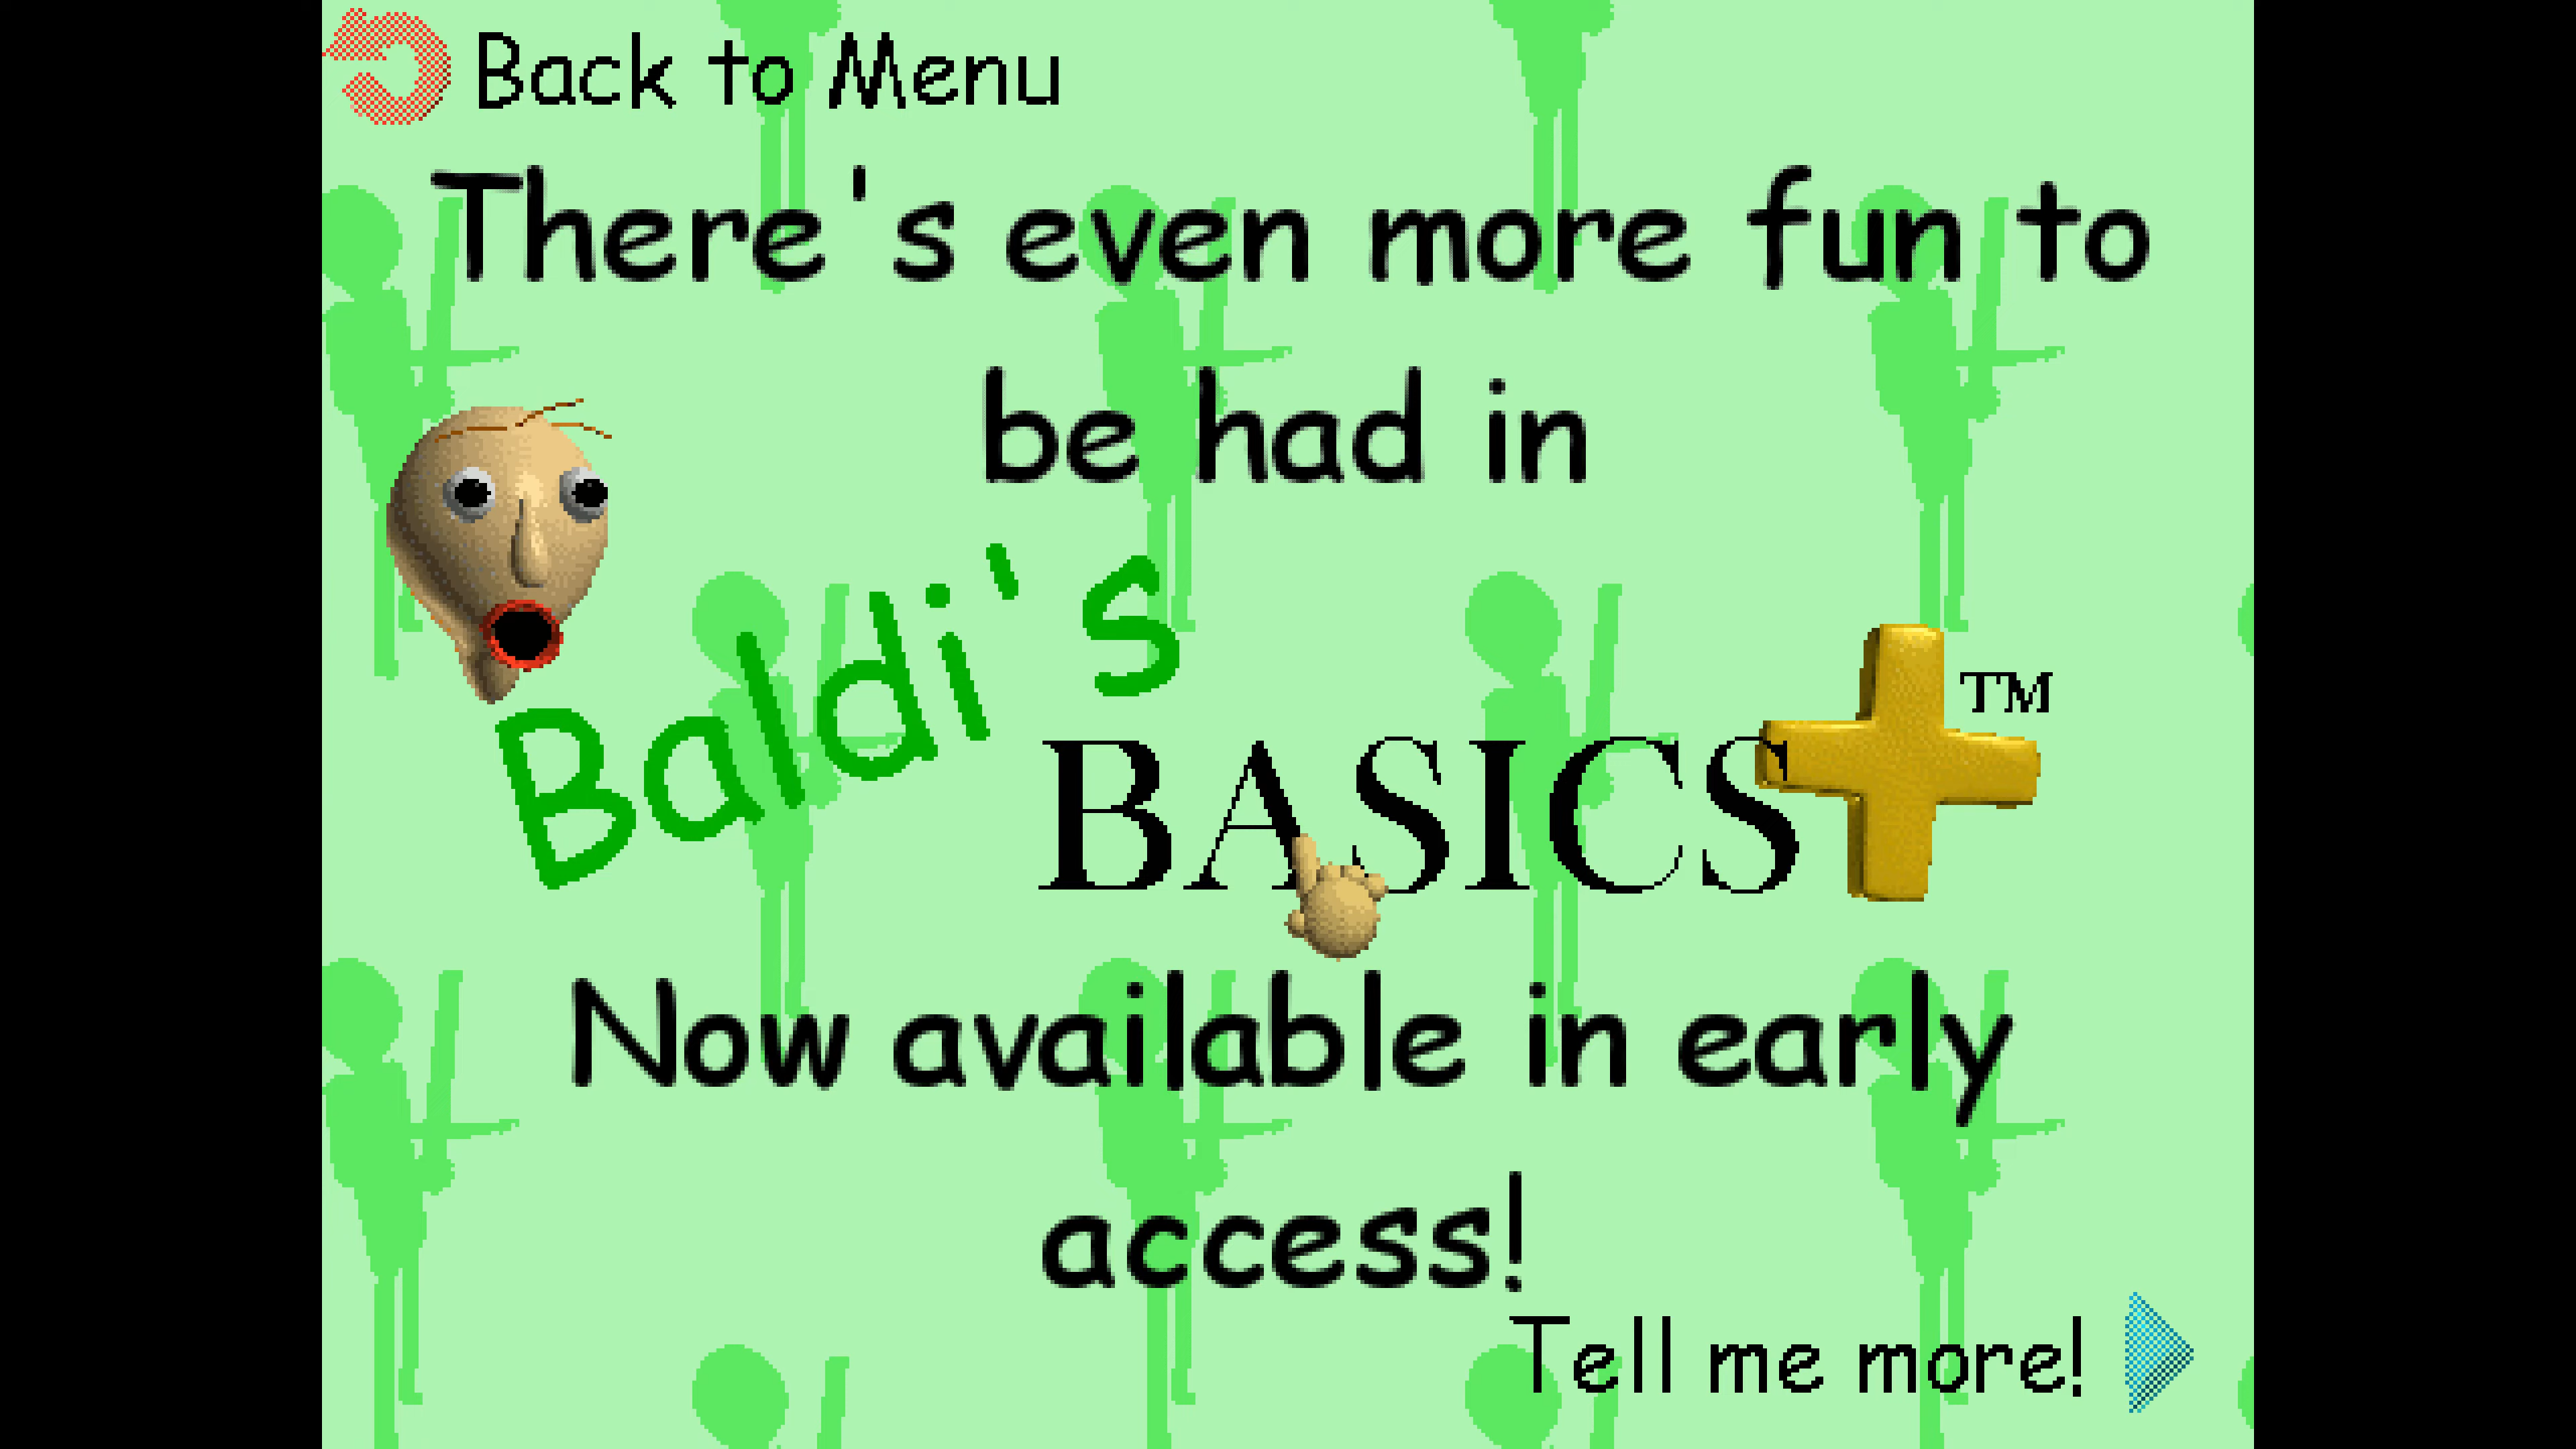 Back to Menu
There's even more fun to
be had in
Baldi's
BASICS+™
Now available in early
access!
Tell me more!